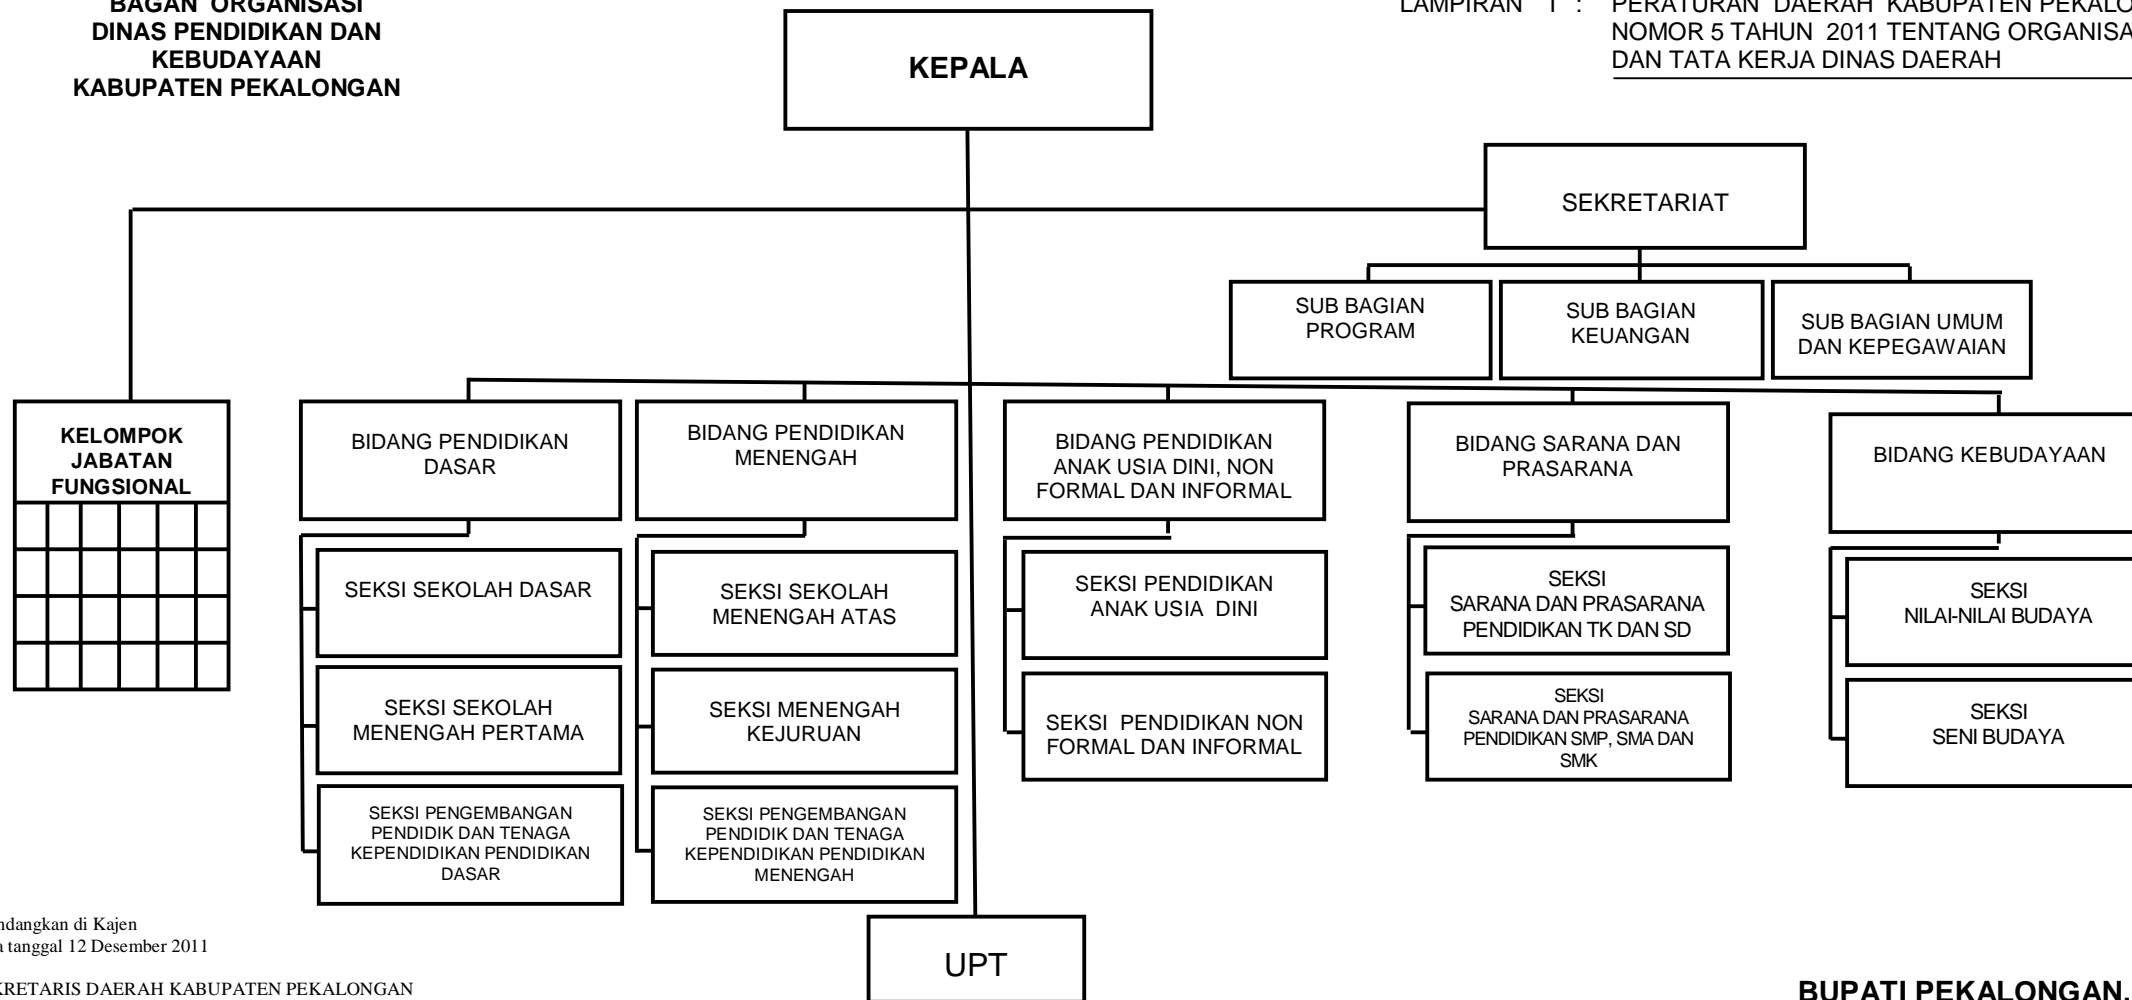 BAGAN ORGANISASI
DINAS PENDIDIKAN DAN
KEBUDAYAAN
KABUPATEN PEKALONGAN
LAMPIRAN I : PERATURAN DAERAH KABUPATEN
NOMOR 5 TAHUN 2011 TENTANG
DAN TATA KERJA DINAS DAERAH
KEPALA
SEKRETARIAT
SUB BAGIAN
PROGRAM
SUB BAGIAN
KEUANGAN
SUB BAGIAN UMUM
DAN KEPEGAWAIAN
KELOMPOK
JABATAN
FUNGSIONAL
BIDANG PENDIDIKAN
DASAR
SEKSI SEKOLAH DASAR
SEKSI SEKOLAH
MENENGAH PERTAMA
SEKSI PENGEMBANGAN
PENDIDIK DAN TENAGA
KEPENDIDIKAN PENDIDIKAN
DASAR
BIDANG PENDIDIKAN
MENENGAH
SEKSI SEKOLAH
MENENGAH ATAS
SEKSI MENENGAH
KEJURUAN
SEKSI PENGEMBANGAN
PENDIDIK DAN TENAGA
KEPENDIDIKAN PENDIDIKAN
MENENGAH
BIDANG PENDIDIKAN
ANAK USIA DINI, NON
FORMAL DAN INFORMAL
SEKSI PENDIDIKAN
ANAK USIA DINI
SEKSI PENDIDIKAN NON
FORMAL DAN INFORMAL
BIDANG SARANA DAN
PRASARANA
SEKSI
SARANA DAN PRASARANA
PENDIDIKAN TK DAN SD
SEKSI
SARANA DAN PRASARANA
PENDIDIKAN SMP, SMA DAN
SMK
BIDANG KEBUDAYAAN
SEKSI
NILAI-NILAI BUDAYA
SEKSI
SENI BUDAYA
UPT
di Kajen
tanggal 12 Desember 2011
DAERAH KABUPATEN PEKALONGAN
BUPATI PEKALONGAN,